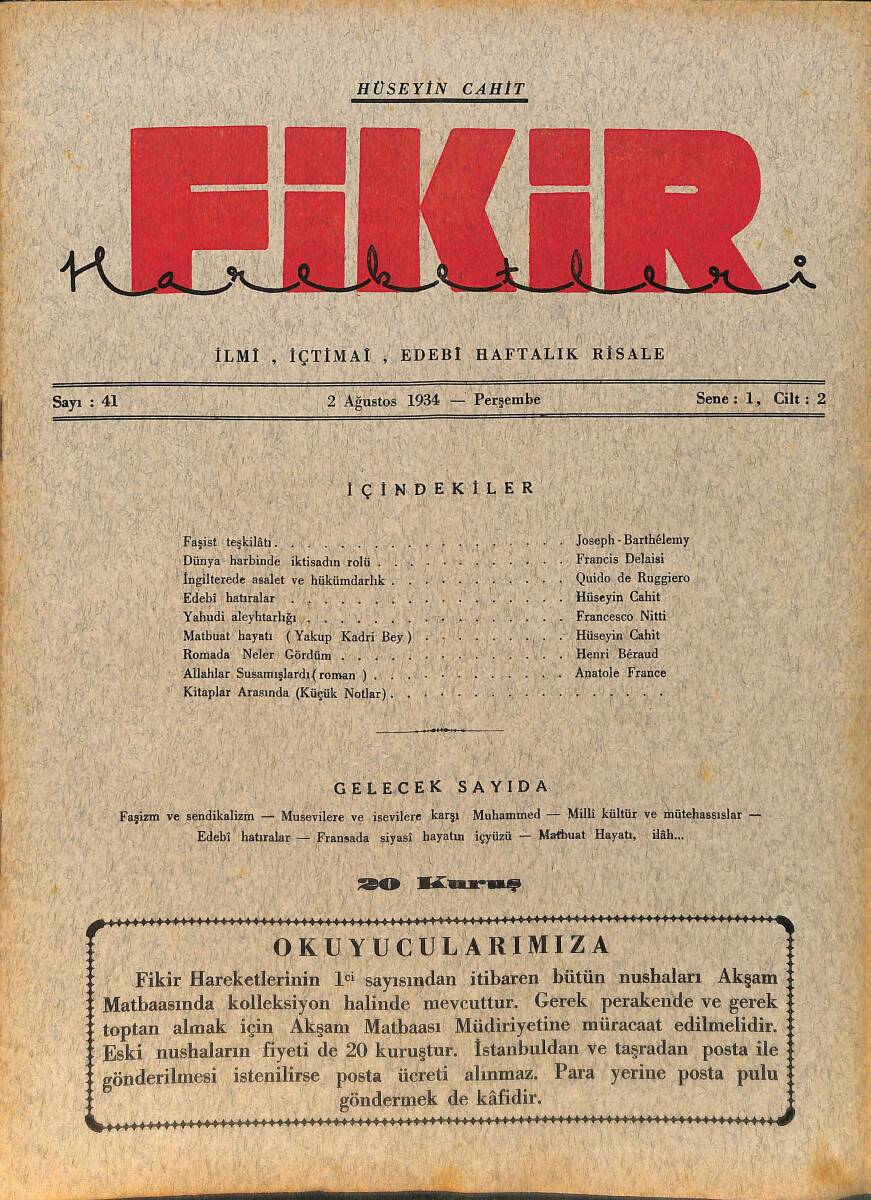 HÜSEYİN CAHİT
FİKİR
Hareketleri
İLMÎ , İÇTİMAÎ , EDEBÎ HAFTALIK RİSALE
Sayı : 41 2 Ağustos 1934 — Perşembe Sene : 1, Cilt : 2
İÇİNDEKİLER
Faşist teşkilâtı. . . . . . . . . . . . . . . . Joseph - Barthélemy
Dünya harbinde iktisadın rolü . . . . . . . . . . . Francis Delaisi
İngilterede asalet ve hükümdarlık . . . . . . . . . . Quido de Ruggiero
Edebî hatıralar . . . . . . . . . . . . . . . Hüseyin Cahit
Yahudi aleyhtarlığı . . . . . . . . . . . . . . Francesco Nitti
Matbuat hayatı ( Yakup Kadri Bey ) . . . . . . . . Hüseyin Cahit
Romada Neler Gördüm . . . . . . . . . . . . Henri Béraud
Allahlar Susamışlardı ( roman ) . . . . . . . . . . . Anatole France
Kitaplar Arasında (Küçük Notlar) . . . . . . . . . . . . . . .
GELECEK SAYIDA
Faşizm ve sendikalizm — Musevilere ve isevilere karşı Muhammed — Milli kültür ve mütehassıslar —
Edebî hatıralar — Fransada siyasî hayatın içyüzü — Matbuat Hayatı, ilâh...
20 Kuruş
OKUYUCULARIMIZA
Fikir Hareketlerinin 1ci sayısından itibaren bütün nushaları Akşam
Matbaasında kolleksiyon halinde mevcuttur. Gerek perakende ve gerek
toptan almak için Akşam Matbaası Müdiriyetine müracaat edilmelidir.
Eski nushaların fiyeti de 20 kuruştur. İstanbuldan ve taşradan posta ile
gönderilmesi istenilirse posta ücreti alınmaz. Para yerine posta pulu
göndermek de kâfidir.